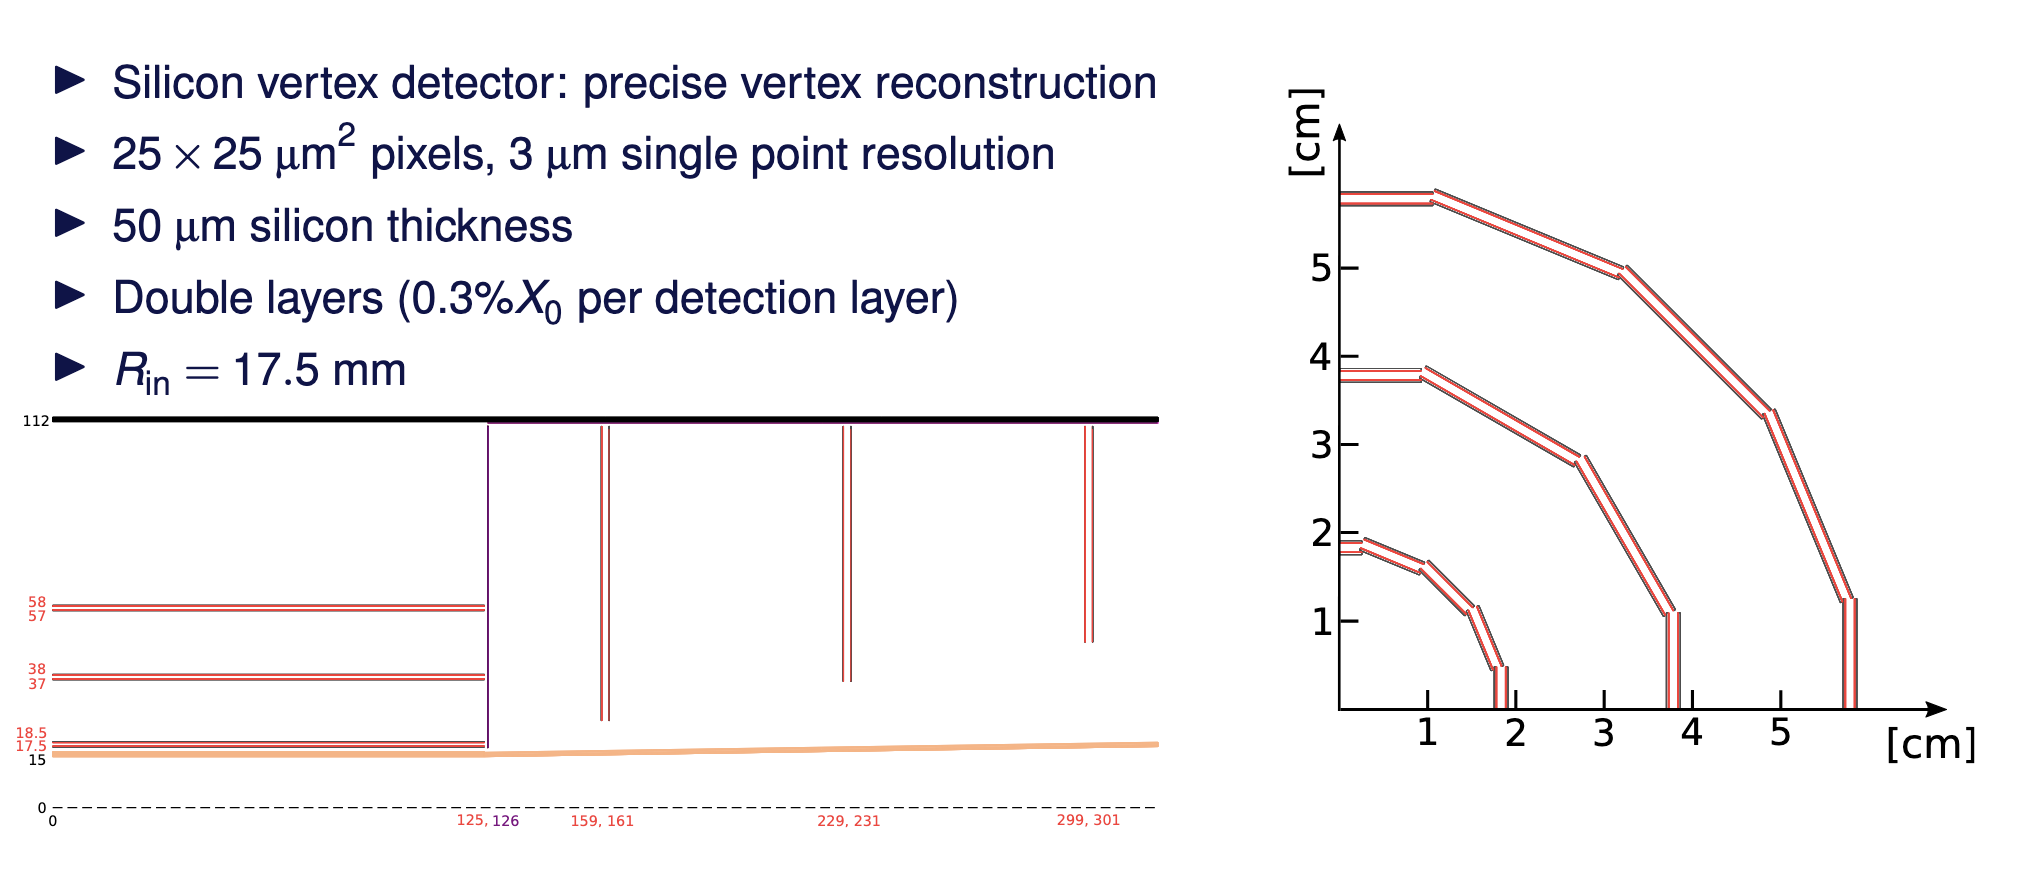 ► Silicon vertex detector: precise vertex reconstruction
► 25 × 25 μm² pixels, 3 μm single point resolution
► 50 μm silicon thickness
► Double layers (0.3%X₀ per detection layer)
► Rᵢₙ = 17.5 mm
112
58
57
38
37
18.5
17.5
15
0
0 125, 126 159, 161 229, 231 299, 301
[cm]
5
4
3
2
1
1 2 3 4 5
[cm]